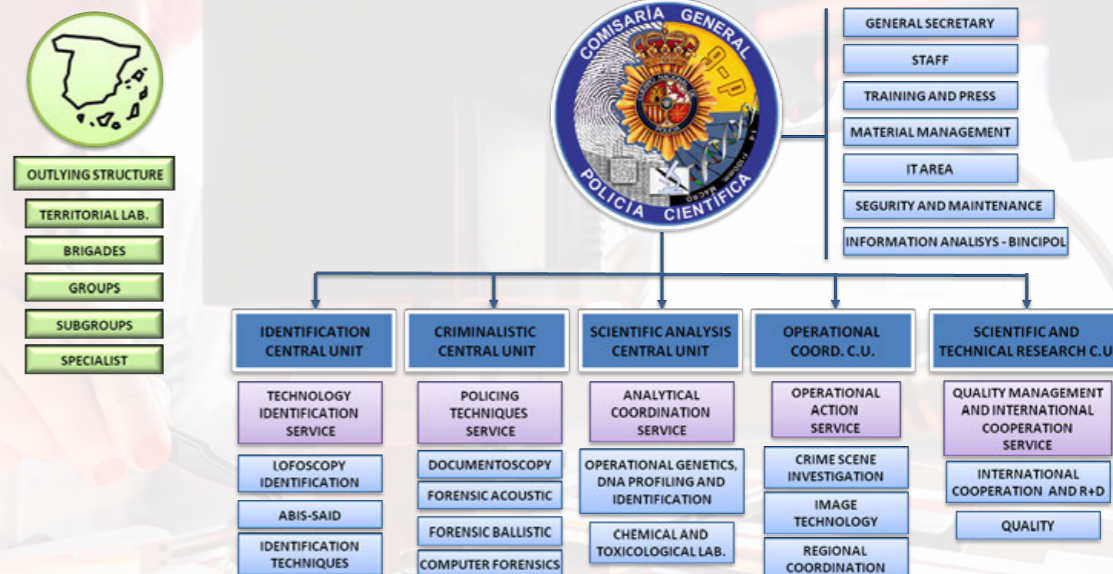 COMISARÍA GENERAL
POLICÍA CIENTÍFICA
A-P
OUTLYING STRUCTURE
TERRITORIAL LAB.
BRIGADES
GROUPS
SUBGROUPS
SPECIALIST
GENERAL SECRETARY
STAFF
TRAINING AND PRESS
MATERIAL MANAGEMENT
IT AREA
SEGURITY AND MAINTENANCE
INFORMATION ANALISYS - BINCIPOL
IDENTIFICATION
CENTRAL UNIT
TECHNOLOGY
IDENTIFICATION
SERVICE
LOFOSCOPY
IDENTIFICATION
ABIS-SAID
IDENTIFICATION
TECHNIQUES
CRIMINALISTIC
CENTRAL UNIT
POLICING
TECHNIQUES
SERVICE
DOCUMENTOSCOPY
FORENSIC ACOUSTIC
FORENSIC BALLISTIC
COMPUTER FORENSICS
SCIENTIFIC ANALYSIS
CENTRAL UNIT
ANALYTICAL
COORDINATION
SERVICE
OPERATIONAL GENETICS,
DNA PROFILING AND
IDENTIFICATION
CHEMICAL AND
TOXICOLOGICAL LAB.
OPERATIONAL
COORD. C.U.
OPERATIONAL
ACTION
SERVICE
CRIME SCENE
INVESTIGATION
IMAGE
TECHNOLOGY
REGIONAL
COORDINATION
SCIENTIFIC AND
TECHNICAL RESEARCH C.U
QUALITY MANAGEMENT
AND INTERNATIONAL
COOPERATION
SERVICE
INTERNATIONAL
COOPERATION AND R+D
QUALITY